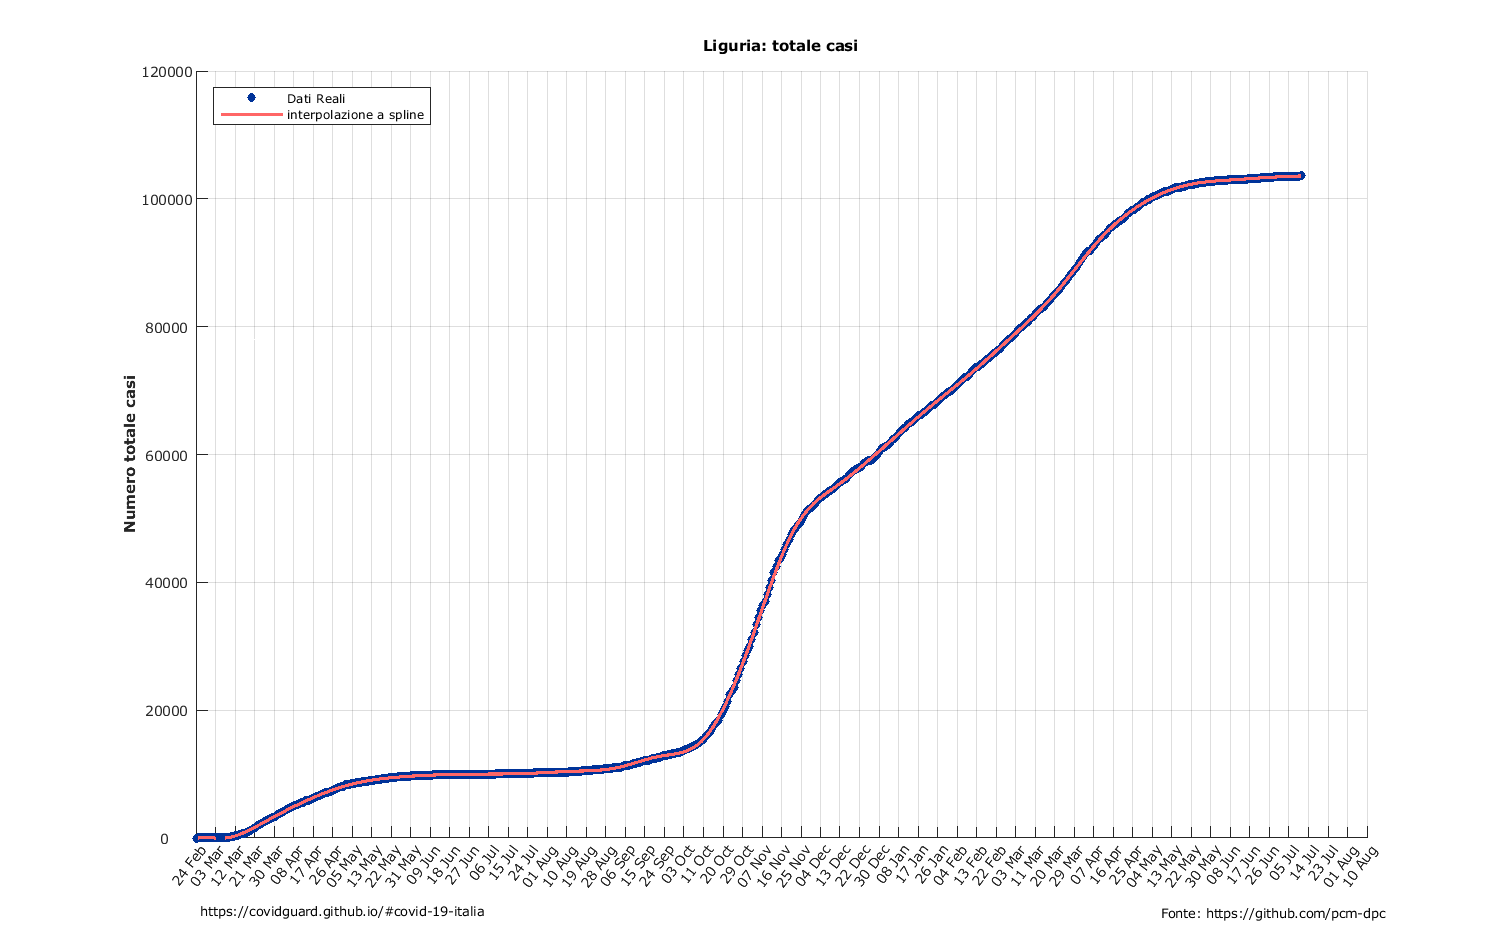 Liguria: totale casi
120000
100000
80000
60000
40000
20000
0
Numero totale casi
Dati Reali
interpolazione a spline
24 Feb
03 Mar
12 Mar
21 Mar
30 Mar
08 Apr
17 Apr
26 Apr
05 May
13 May
22 May
31 May
09 Jun
18 Jun
27 Jun
06 Jul
15 Jul
24 Jul
01 Aug
10 Aug
19 Aug
28 Aug
06 Sep
15 Sep
24 Sep
03 Oct
11 Oct
20 Oct
29 Oct
07 Nov
16 Nov
25 Nov
04 Dec
13 Dec
22 Dec
30 Dec
08 Jan
17 Jan
26 Jan
04 Feb
13 Feb
22 Feb
03 Mar
11 Mar
20 Mar
29 Mar
07 Apr
16 Apr
25 Apr
04 May
13 May
22 May
30 May
08 Jun
17 Jun
26 Jun
05 Jul
14 Jul
23 Jul
01 Aug
10 Aug
https://covidguard.github.io/#covid-19-italia
Fonte: https://github.com/pcm-dpc